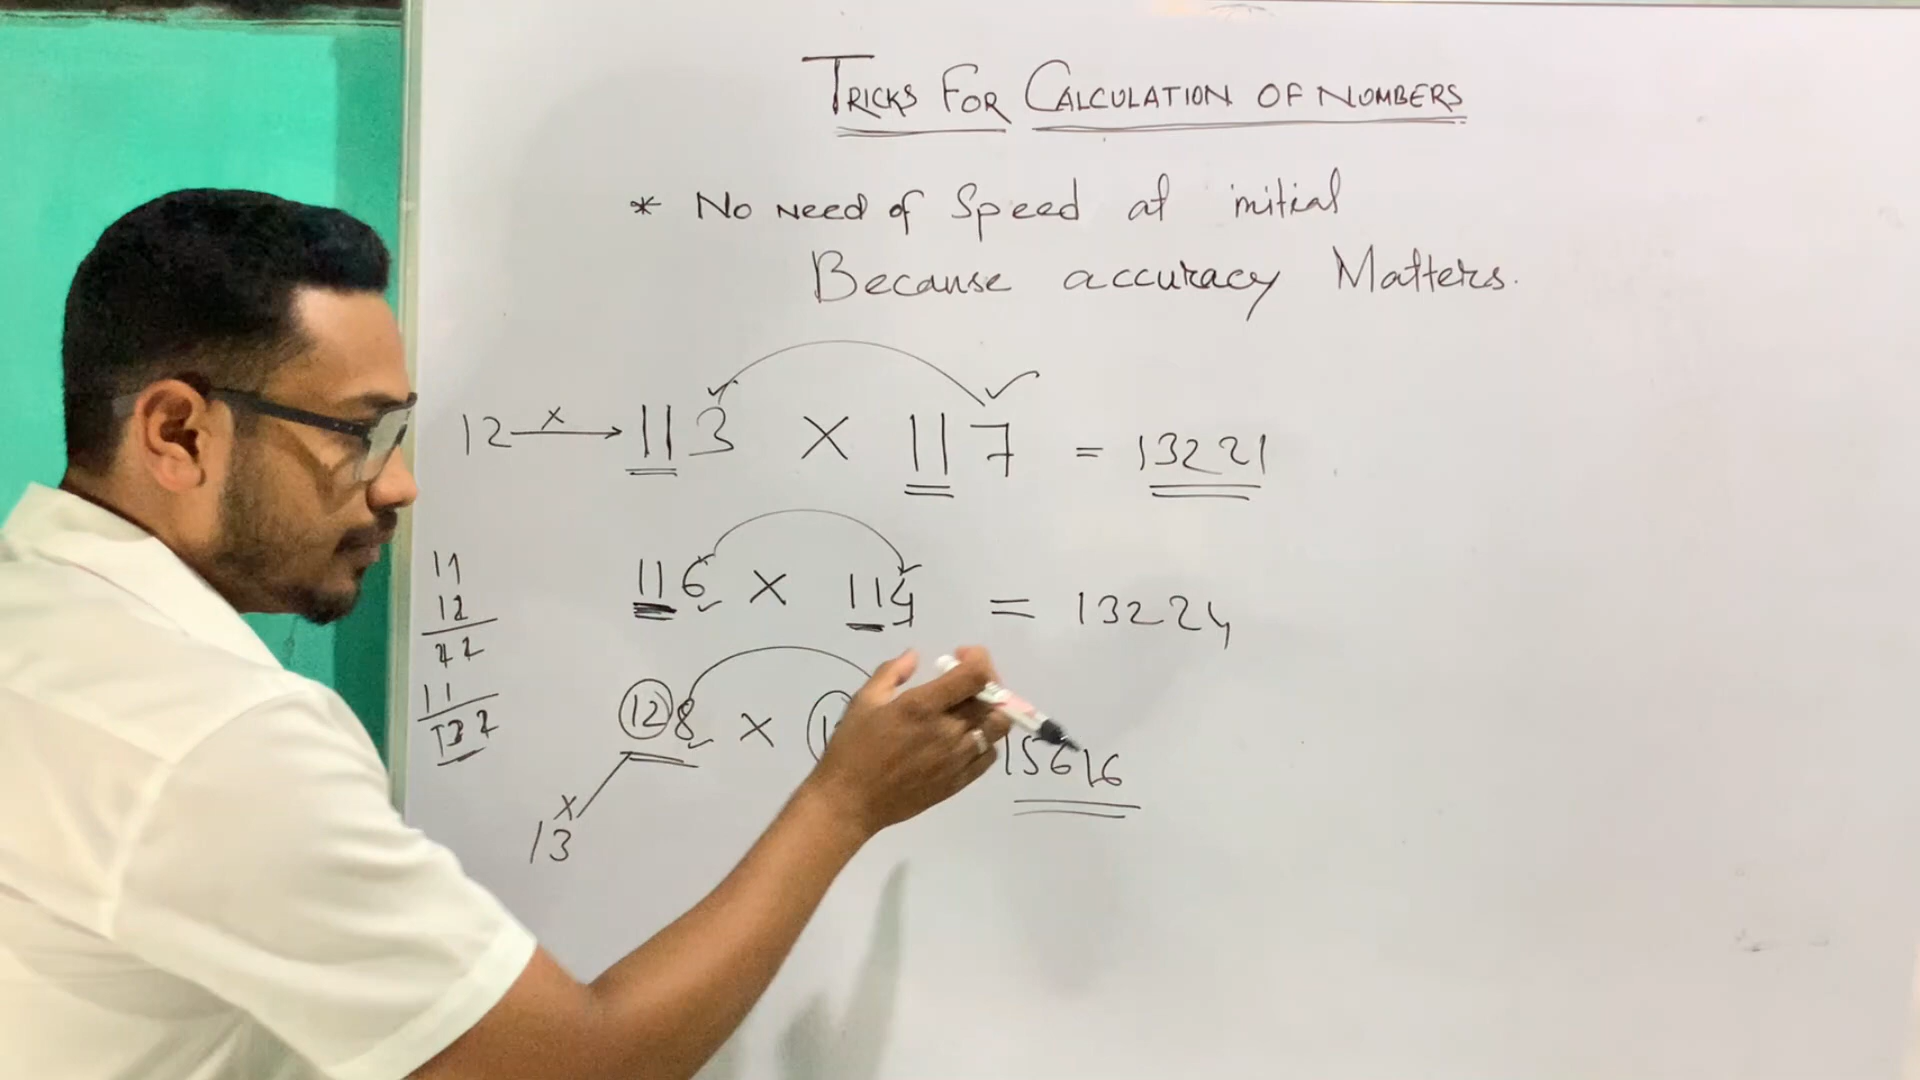 TRICKS FOR CALCULATION OF NUMBERS
* No need of Speed at initial
Because accuracy Matters.
12 x → 113 X 117 = 13221
116 X 114 = 13224
128 X
15616
x
13
11
12
22
11
132